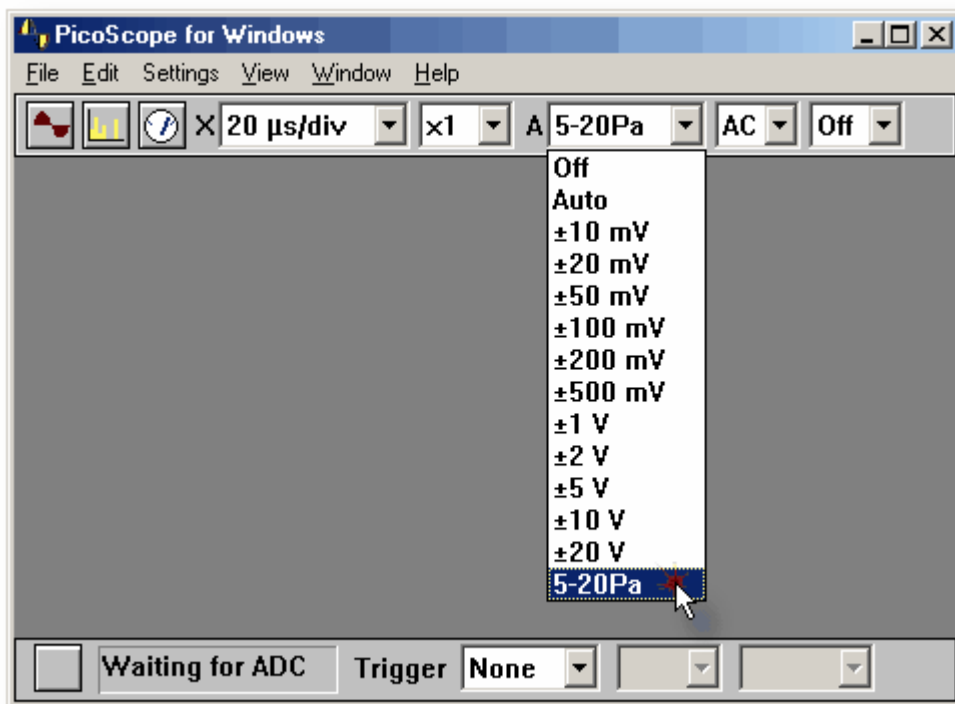 PicoScope for Windows
File Edit Settings View Window Help
X 20 µs/div x1 A 5-20Pa AC Off
Off
Auto
±10 mV
±20 mV
±50 mV
±100 mV
±200 mV
±500 mV
±1 V
±2 V
±5 V
±10 V
±20 V
5-20Pa
Waiting for ADC Trigger None